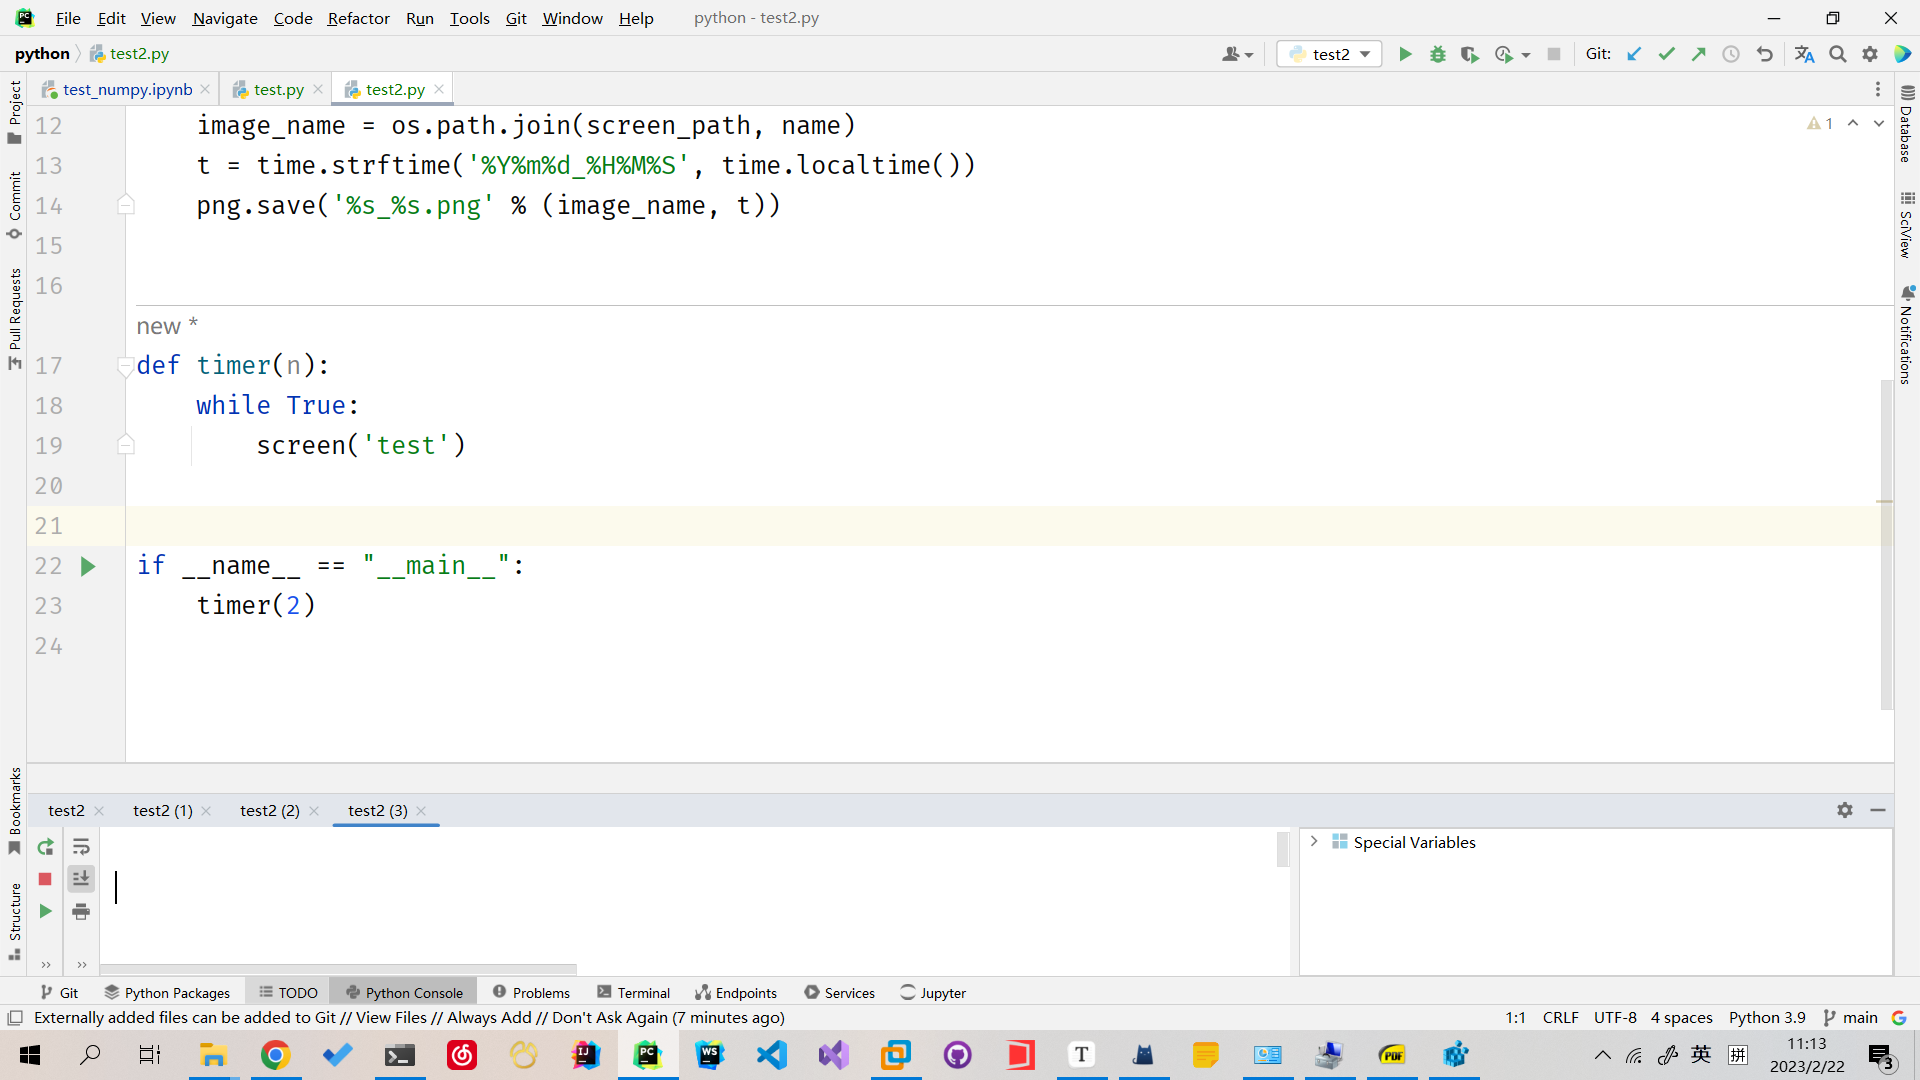 File Edit View Navigate Code Refactor Run Tools Git Window Help python - test2.py
python test2.py test2 Git:
test_numpy.ipynb test.py test2.py
Project
Commit
Pull Requests
Bookmarks
Structure
Database
SciView
Notifications
1
12 image_name = os.path.join(screen_path, name)
13 t = time.strftime('%Y%m%d_%H%M%S', time.localtime())
14 png.save('%s_%s.png' % (image_name, t))
15
16
new *
17 def timer(n):
18 while True:
19 screen('test')
20
21
22 if __name__ == "__main__":
23 timer(2)
24
test2 test2 (1) test2 (2) test2 (3)
Special Variables
Git Python Packages TODO Python Console Problems Terminal Endpoints Services Jupyter
Externally added files can be added to Git // View Files // Always Add // Don't Ask Again (7 minutes ago) 1:1 CRLF UTF-8 4 spaces Python 3.9 main
英 拼 11:13
2023/2/22
3